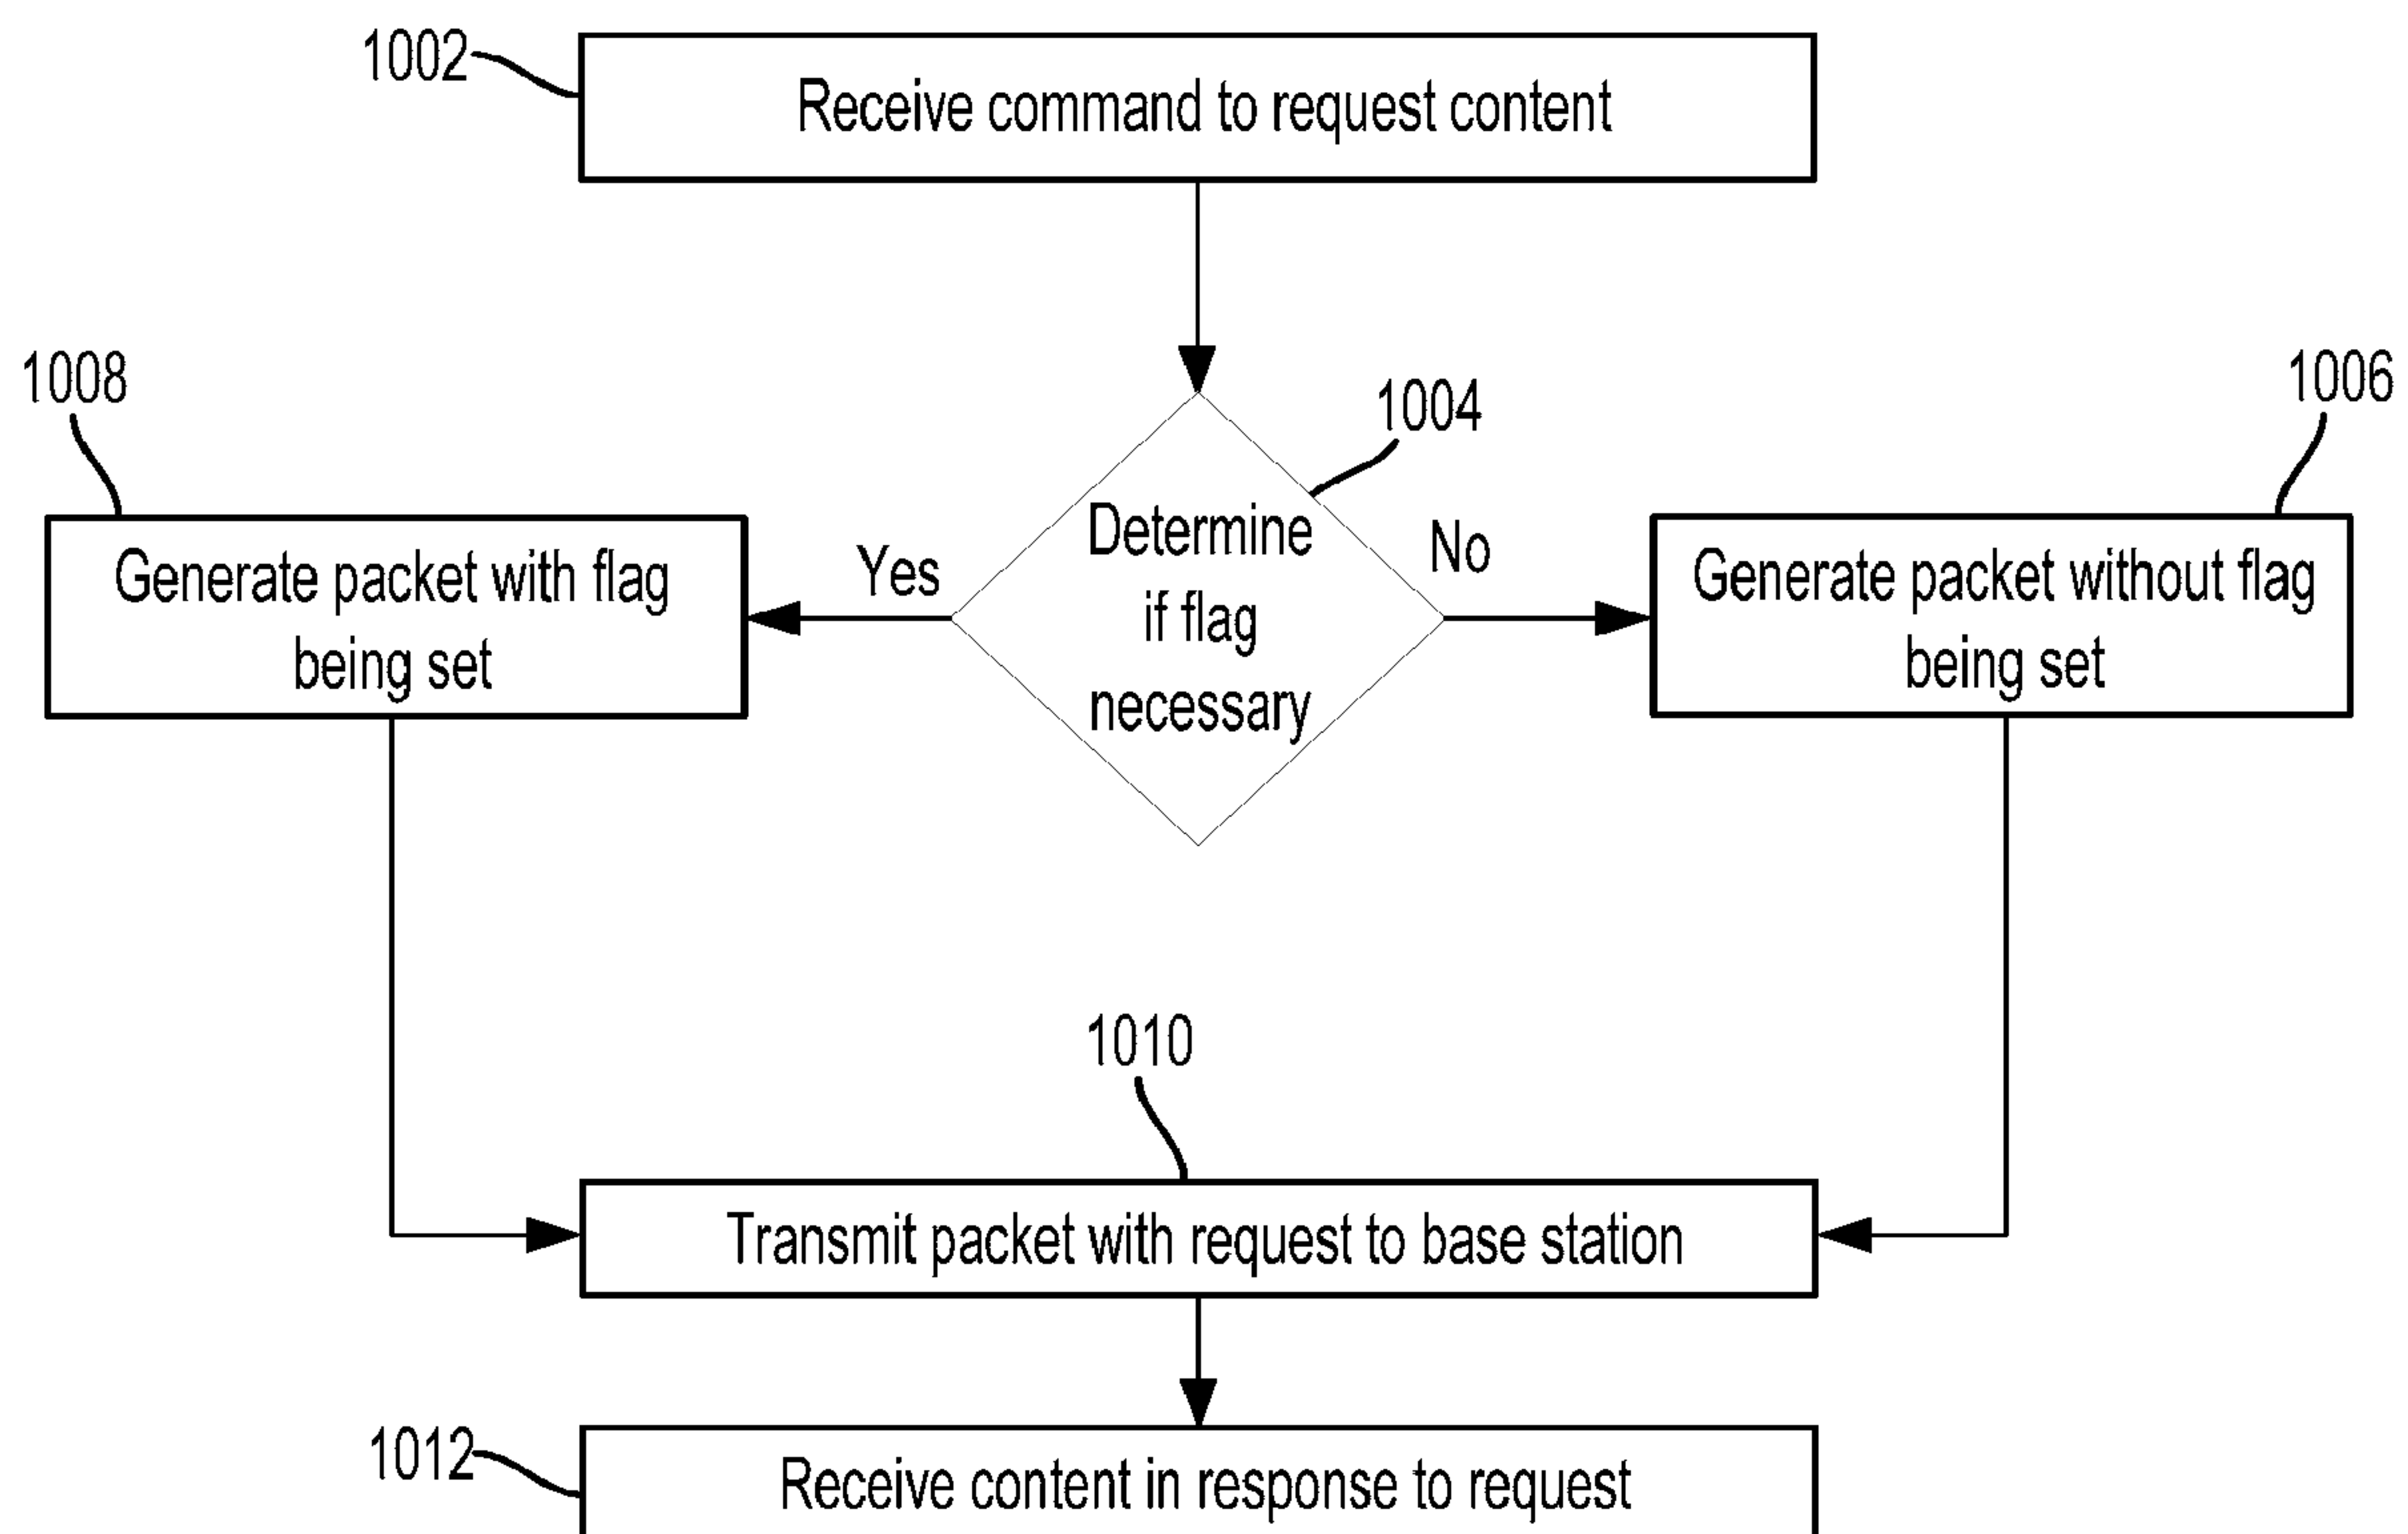 1002
Receive command to request content
1008
1004
1006
Generate packet with flag
being set
Yes
Determine
if flag
necessary
No
Generate packet without flag
being set
1010
Transmit packet with request to base station
1012
Receive content in response to request